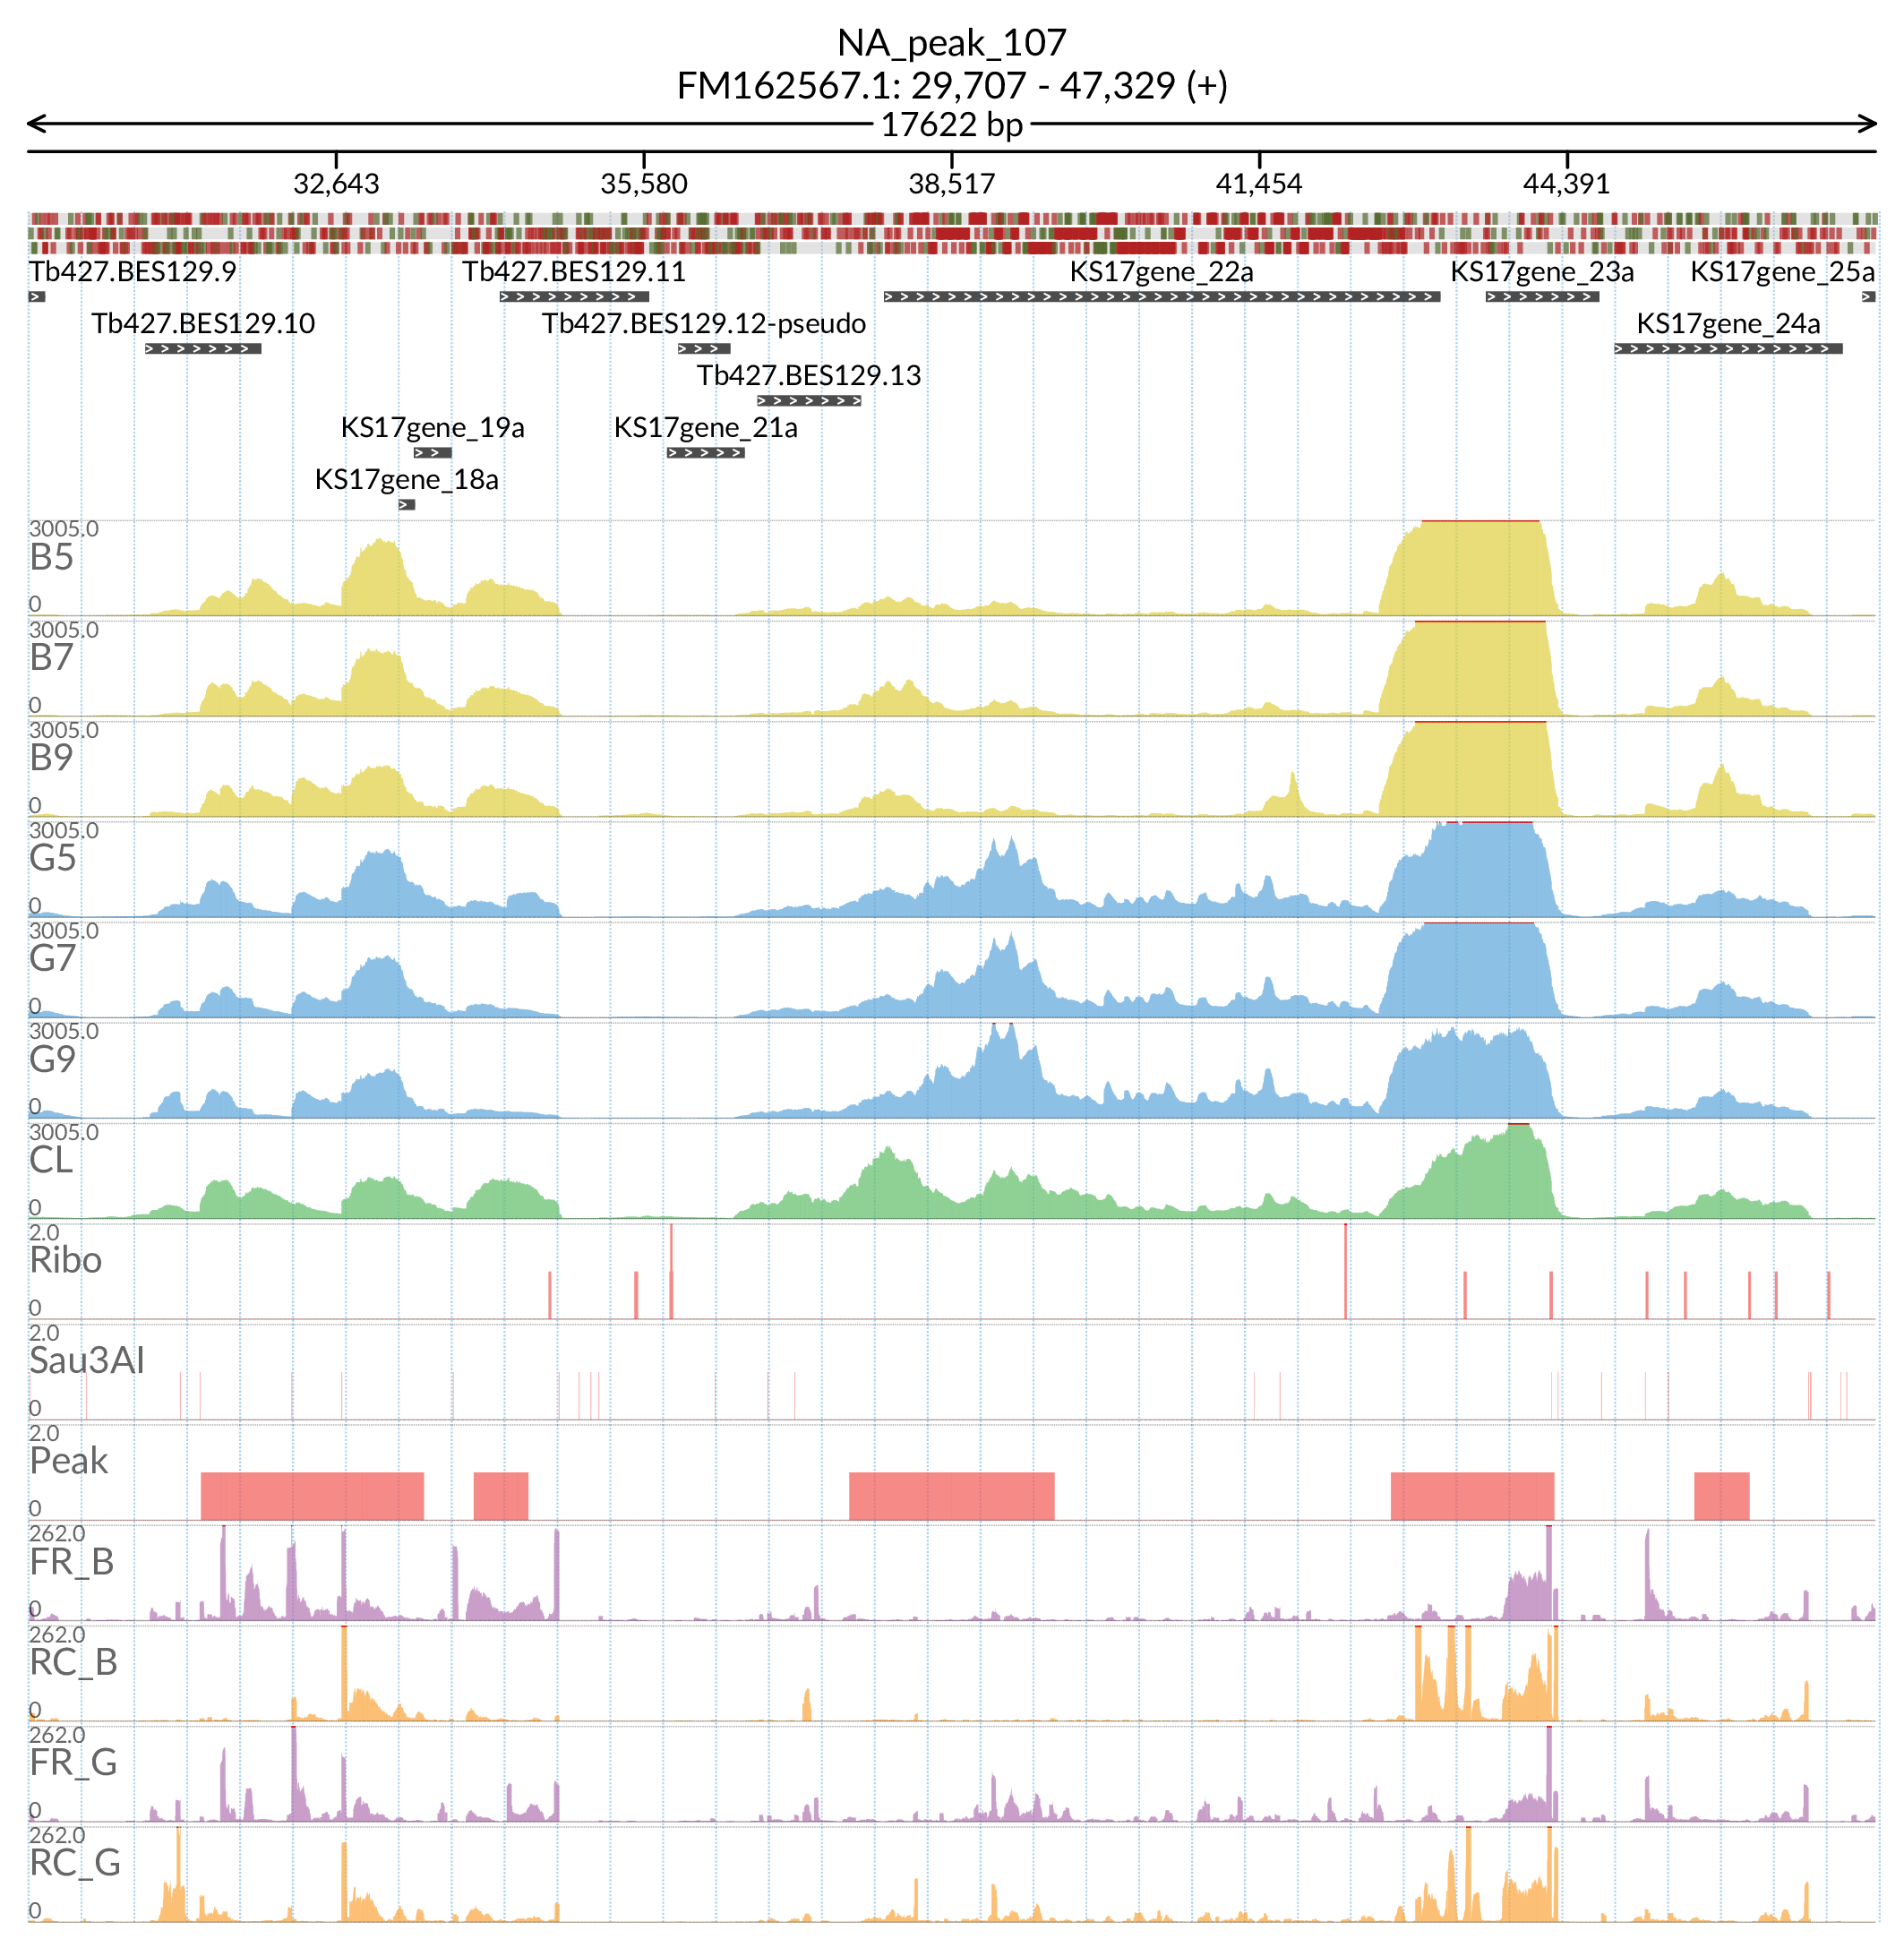 NA_peak_107
FM162567.1: 29,707 - 47,329 (+)
17622 bp
32,643 35,580 38,517 41,454 44,391
Tb427.BES129.9 Tb427.BES129.11 KS17gene_22a KS17gene_23a KS17gene_25a
Tb427.BES129.10 Tb427.BES129.12-pseudo KS17gene_24a
Tb427.BES129.13
KS17gene_19a KS17gene_21a
KS17gene_18a
3005.0
B5
0
3005.0
B7
0
3005.0
B9
0
3005.0
G5
0
3005.0
G7
0
3005.0
G9
0
3005.0
CL
0
2.0
Ribo
0
2.0
Sau3AI
0
2.0
Peak
0
262.0
FR_B
0
262.0
RC_B
0
262.0
FR_G
0
262.0
RC_G
0